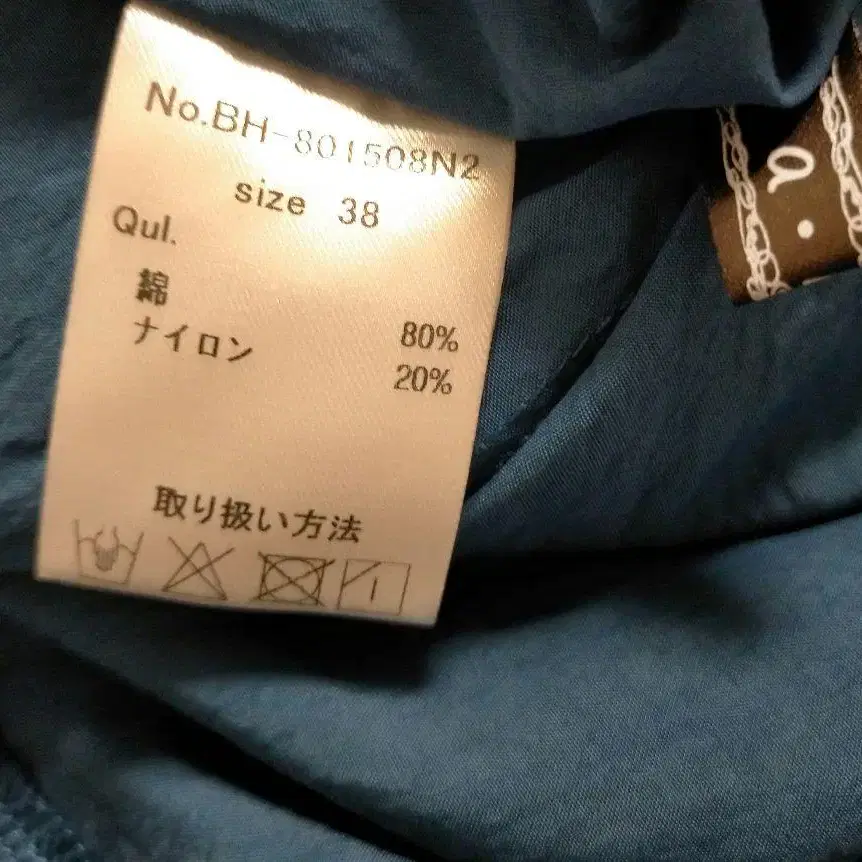 No.BH-801508N2
size 38
Qul.
綿 80%
ナイロン 20%
取り扱い方法
a.